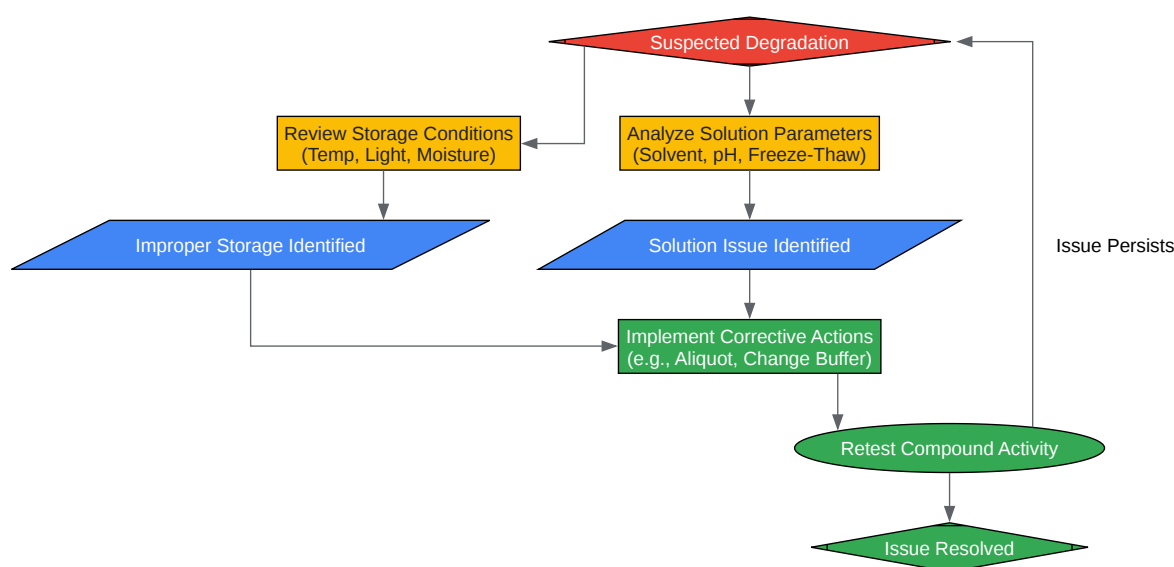 Suspected Degradation
Review Storage Conditions
(Temp, Light, Moisture)
Analyze Solution Parameters
(Solvent, pH, Freeze-Thaw)
Improper Storage Identified
Solution Issue Identified
Issue Persists
Implement Corrective Actions
(e.g., Aliquot, Change Buffer)
Retest Compound Activity
Issue Resolved